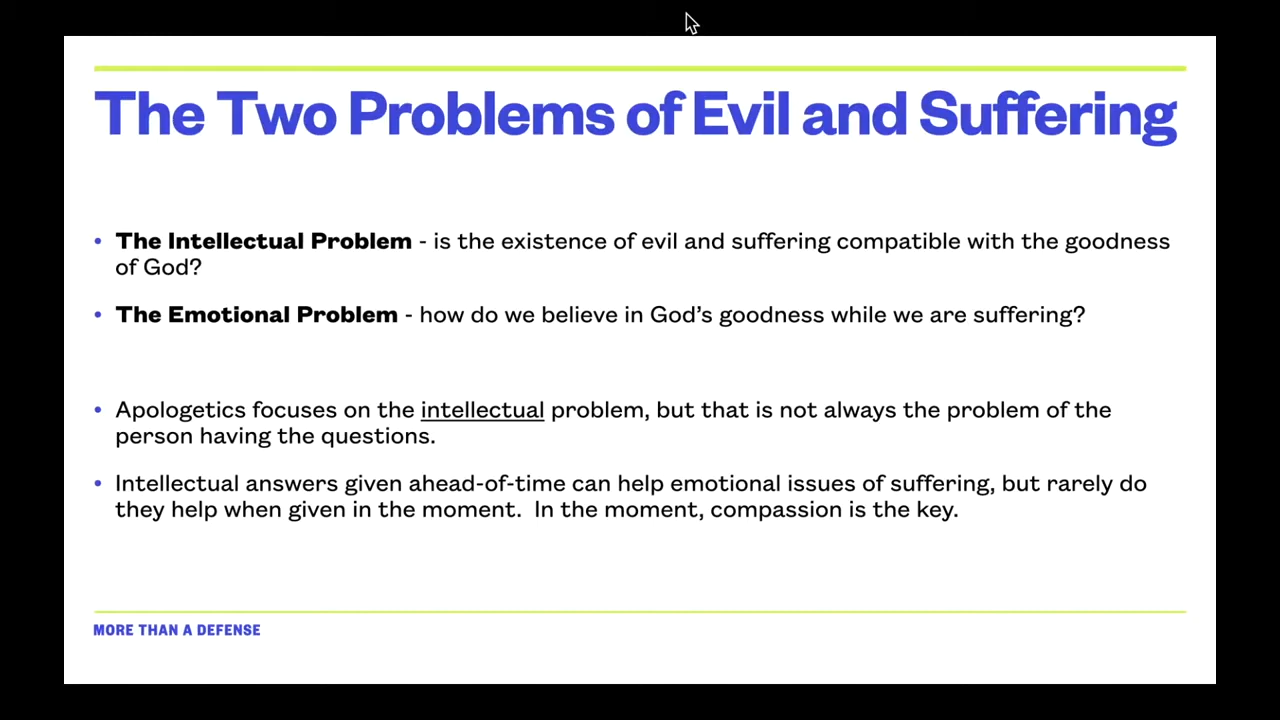 The Two Problems of Evil and Suffering
• The Intellectual Problem - is the existence of evil and suffering compatible with the goodness
of God?
• The Emotional Problem - how do we believe in God’s goodness while we are suffering?
• Apologetics focuses on the intellectual problem, but that is not always the problem of the
person having the questions.
• Intellectual answers given ahead-of-time can help emotional issues of suffering, but rarely do
they help when given in the moment.  In the moment, compassion is the key.
MORE THAN A DEFENSE